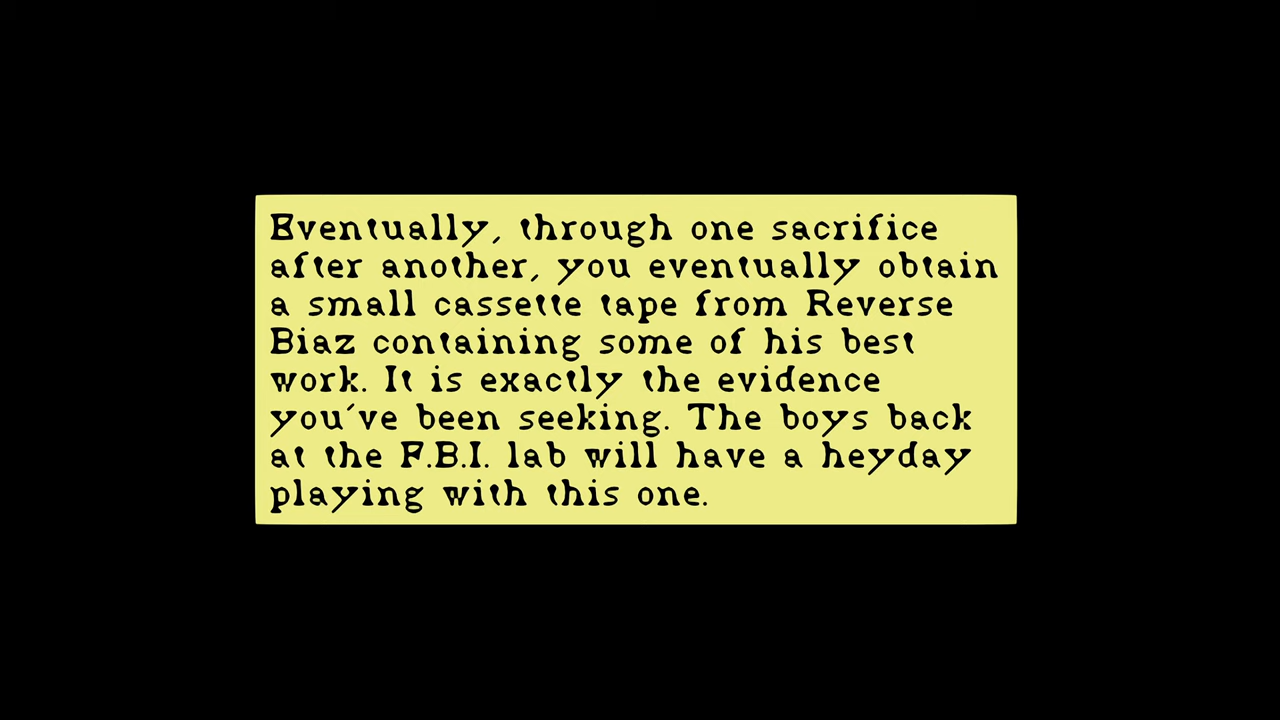 Eventually, through one sacrifice
after another, you eventually obtain
a small cassette tape from Reverse
Biaz containing some of his best
work. It is exactly the evidence
you've been seeking. The boys back
at the F.B.I. lab will have a heyday
playing with this one.